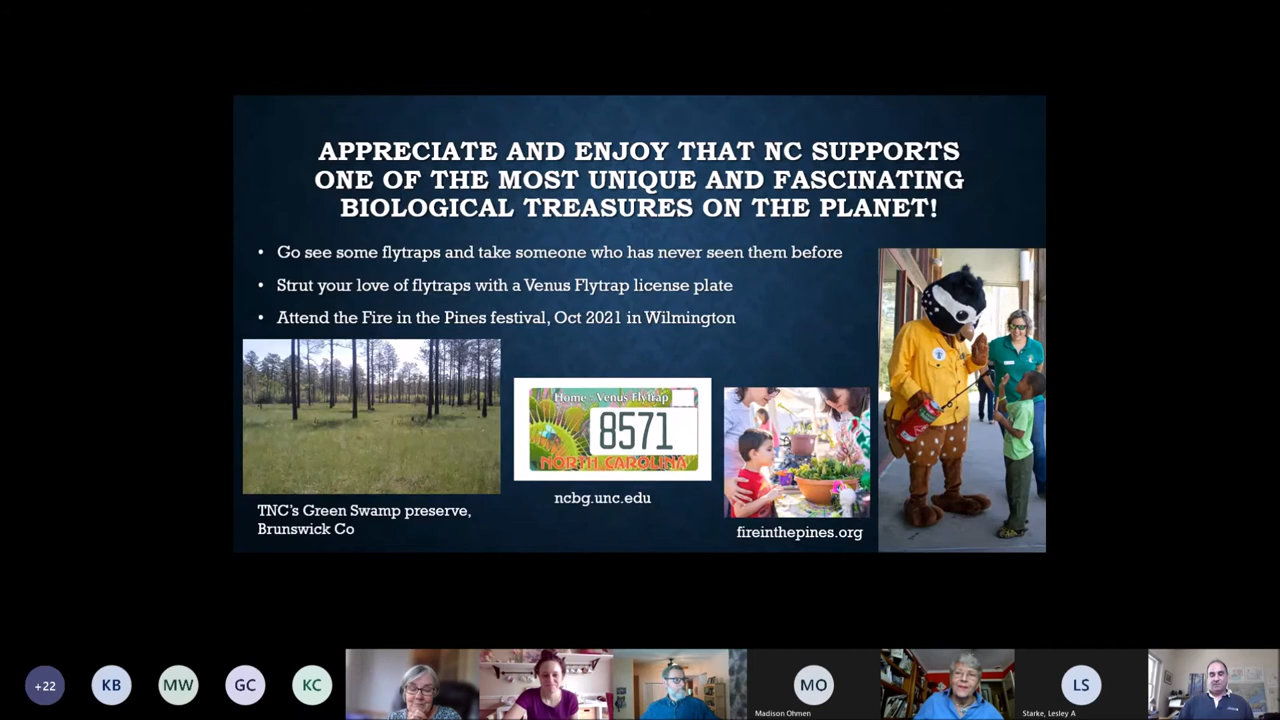 APPRECIATE AND ENJOY THAT NC SUPPORTS
ONE OF THE MOST UNIQUE AND FASCINATING
BIOLOGICAL TREASURES ON THE PLANET!
• Go see some flytraps and take someone who has never seen them before
• Strut your love of flytraps with a Venus Flytrap license plate
• Attend the Fire in the Pines festival, Oct 2021 in Wilmington
Home of Venus Flytrap
8571
NORTH CAROLINA
TNC's Green Swamp preserve,
Brunswick Co
ncbg.unc.edu
fireinthepines.org
+22
KB
MW
GC
KC
MO
Madison Ohmen
LS
Starke, Lesley A